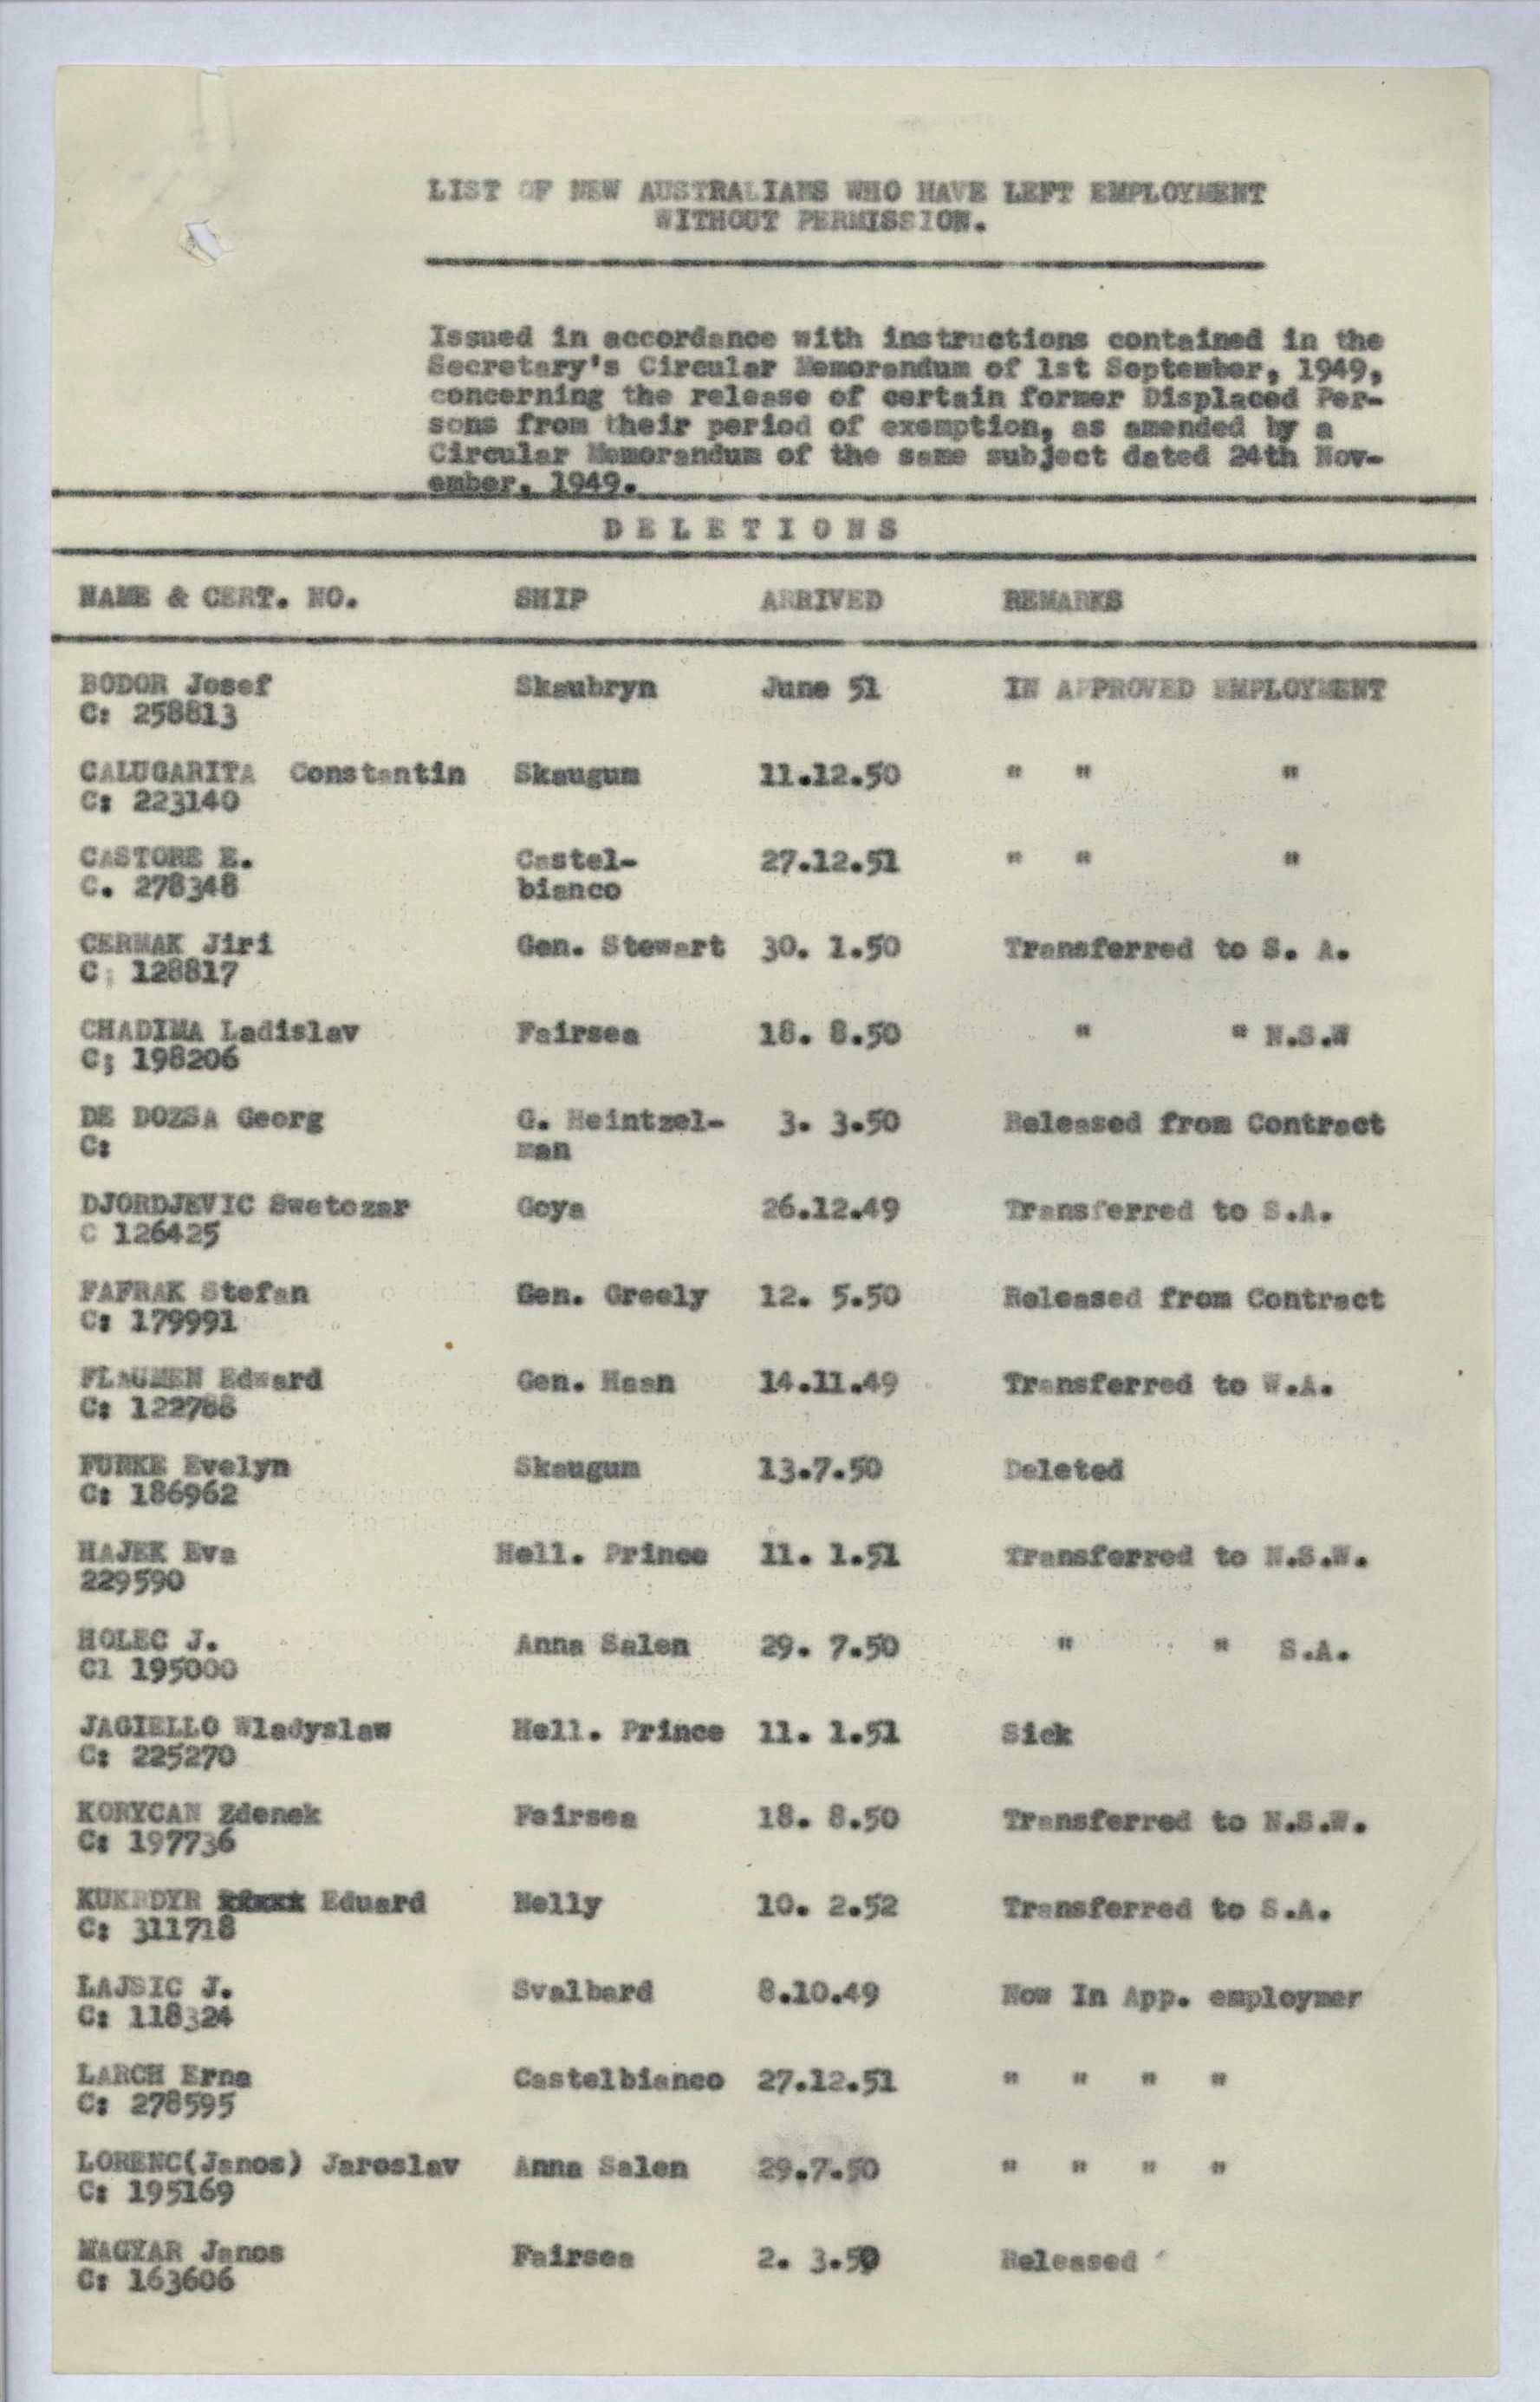 LIST OF NEW AUSTRALIANS WHO HAVE LEFT EMPLOYMENT
WITHOUT PERMISSION.
Issued in accordance with instructions contained in the
Secretary's Circular Memorandum of 1st September, 1949,
concerning the release of certain former Displaced Per-
sons from their period of exemption, as amended by a
Circular Memorandum of the same subject dated 24th Nov-
ember, 1949.
D E L E T I O N S
NAME & CERT. NO. SHIP ARRIVED REMARKS
BODOR Josef Skaubryn June 51 IN APPROVED EMPLOYMENT
C: 258813
CALUGARITA Constantin Skaugum 11.12.50 " " "
C: 223140
CASTORE E. Castel- 27.12.51 " " "
C. 278348 bianco
CERMAK Jiri Gen. Stewart 30. 1.50 Transferred to S. A.
C; 128817
CHADIMA Ladislav Fairsea 18. 8.50 " " N.S.W
C; 198206
DE DOZSA Georg G. Heintzel- 3. 3.50 Released from Contract
C: man
DJORDJEVIC Swetozar Goya 26.12.49 Transferred to S.A.
C 126425
FAFRAK Stefan Gen. Greely 12. 5.50 Released from Contract
C: 179991
FLAUMEN Edward Gen. Haan 14.11.49 Transferred to W.A.
C: 122788
FUNKE Evelyn Skaugum 13.7.50 Deleted
C: 186962
HAJEK Eva Hell. Prince 11. 1.51 Transferred to N.S.W.
229590
HOLEC J. Anna Salen 29. 7.50 " " S.A.
Cl 195000
JAGIELLO Wladyslaw Hell. Prince 11. 1.51 Sick
C: 225270
KORYCAN Zdenek Fairsea 18. 8.50 Transferred to N.S.W.
C: 197736
KUKRDYR Eduard Nelly 10. 2.52 Transferred to S.A.
C: 311718
LAJSIC J. Svalbard 8.10.49 Now In App. employmer
C: 118324
LARCH Erna Castelbianco 27.12.51 " " " "
C: 278595
LORENC(Janos) Jaroslav Anna Salen 29.7.50 " " " "
C: 195169
MAGYAR Janos Fairsea 2. 3.50 Released
C: 163606